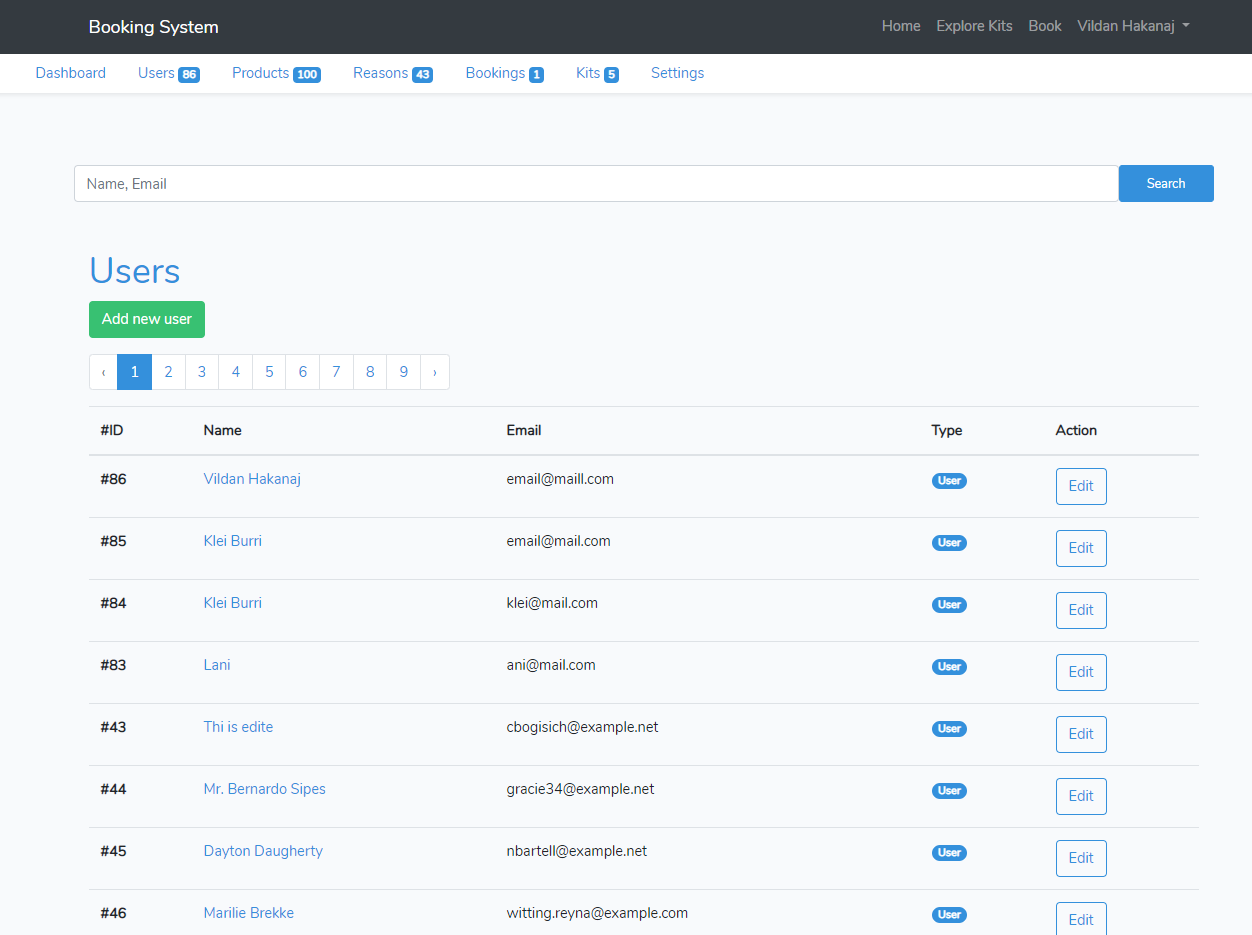 Booking System Home Explore Kits Book Vildan Hakanaj
Dashboard Users 86 Products 100 Reasons 43 Bookings 1 Kits 5 Settings
Name, Email Search
Users
Add new user
‹ 1 2 3 4 5 6 7 8 9 ›
#ID Name Email Type Action
#86 Vildan Hakanaj email@maill.com User Edit
#85 Klei Burri email@mail.com User Edit
#84 Klei Burri klei@mail.com User Edit
#83 Lani ani@mail.com User Edit
#43 Thi is edite cbogisich@example.net User Edit
#44 Mr. Bernardo Sipes gracie34@example.net User Edit
#45 Dayton Daugherty nbartell@example.net User Edit
#46 Marilie Brekke witting.reyna@example.com User Edit